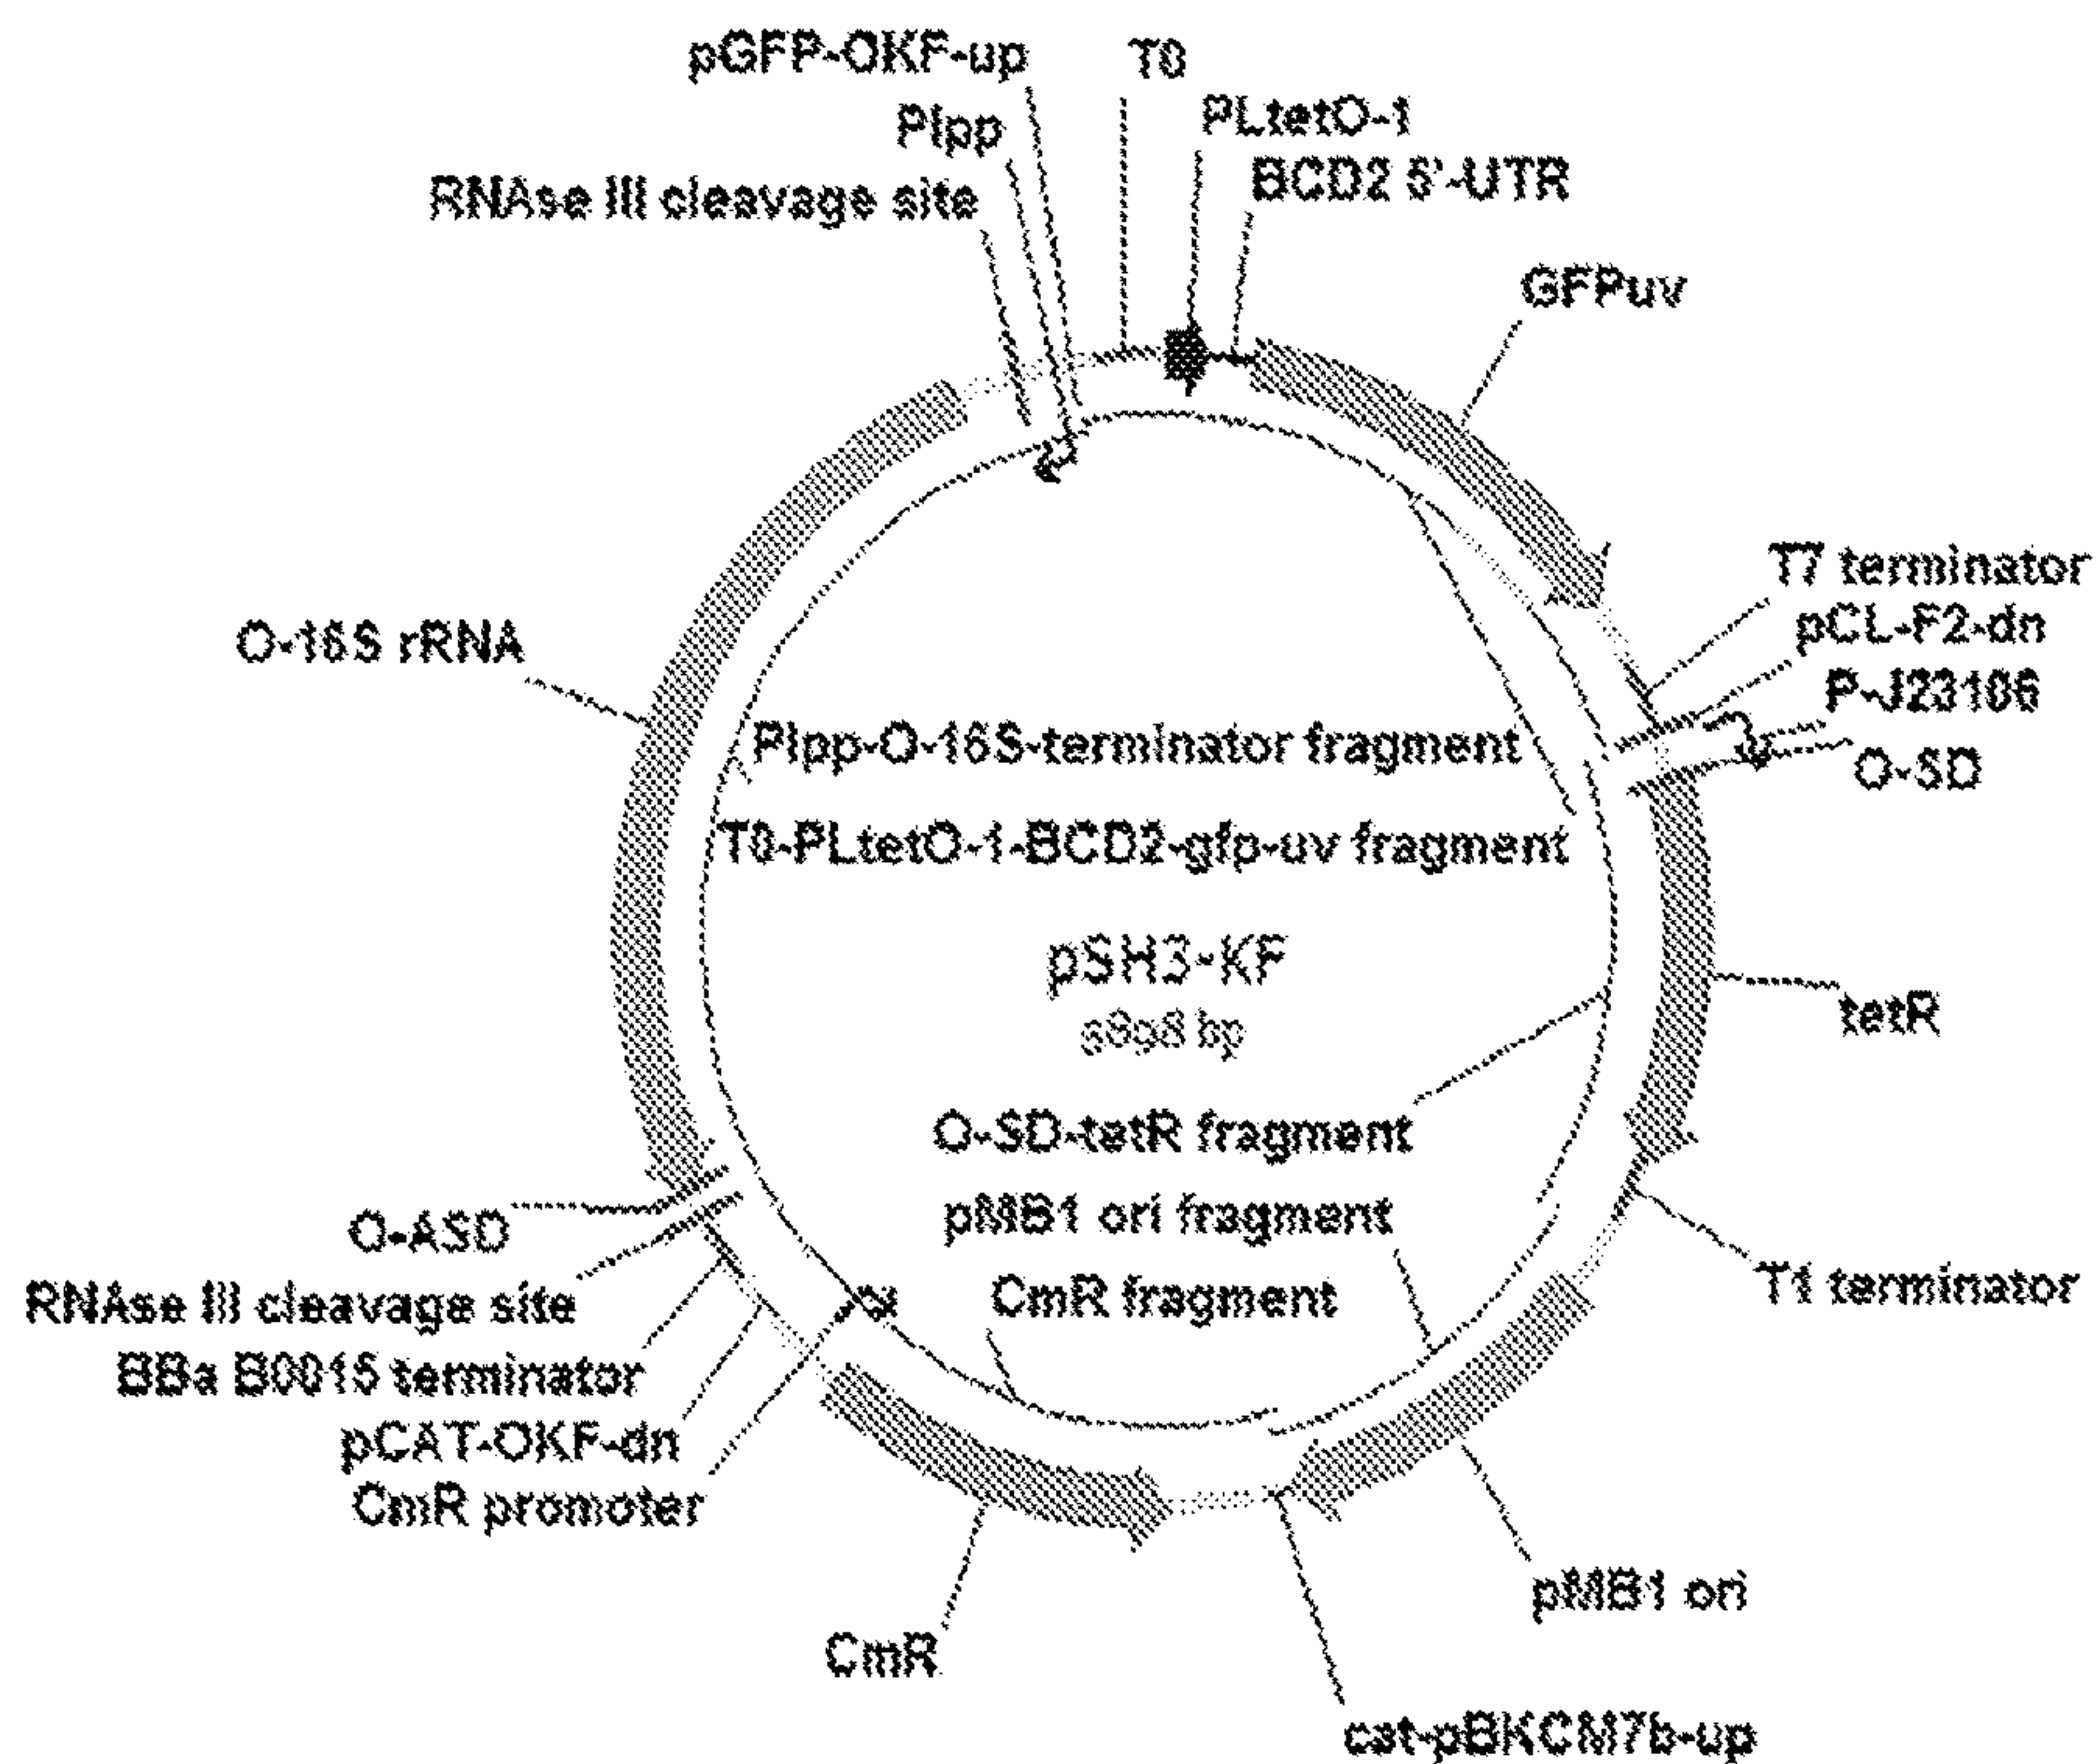 pGFP-OKF-up
T0
Plpp
PLtetO-1
RNAse III cleavage site
BCD2 5'-UTR
GFPuv
T7 terminator
pCL-F2-dn
P-J23106
O-SD
O-16S rRNA
Plpp-O-16S-terminator fragment
T0-PLtetO-1-BCD2-gfp-uv fragment
pSH3-KF
bp
tetR
O-SD-tetR fragment
pMB1 ori fragment
CmR fragment
O-ASD
RNAse III cleavage site
BBa B0015 terminator
pCAT-OKF-dn
CmR promoter
T1 terminator
pMB1 ori
CmR
cat-pBKCM7b-up